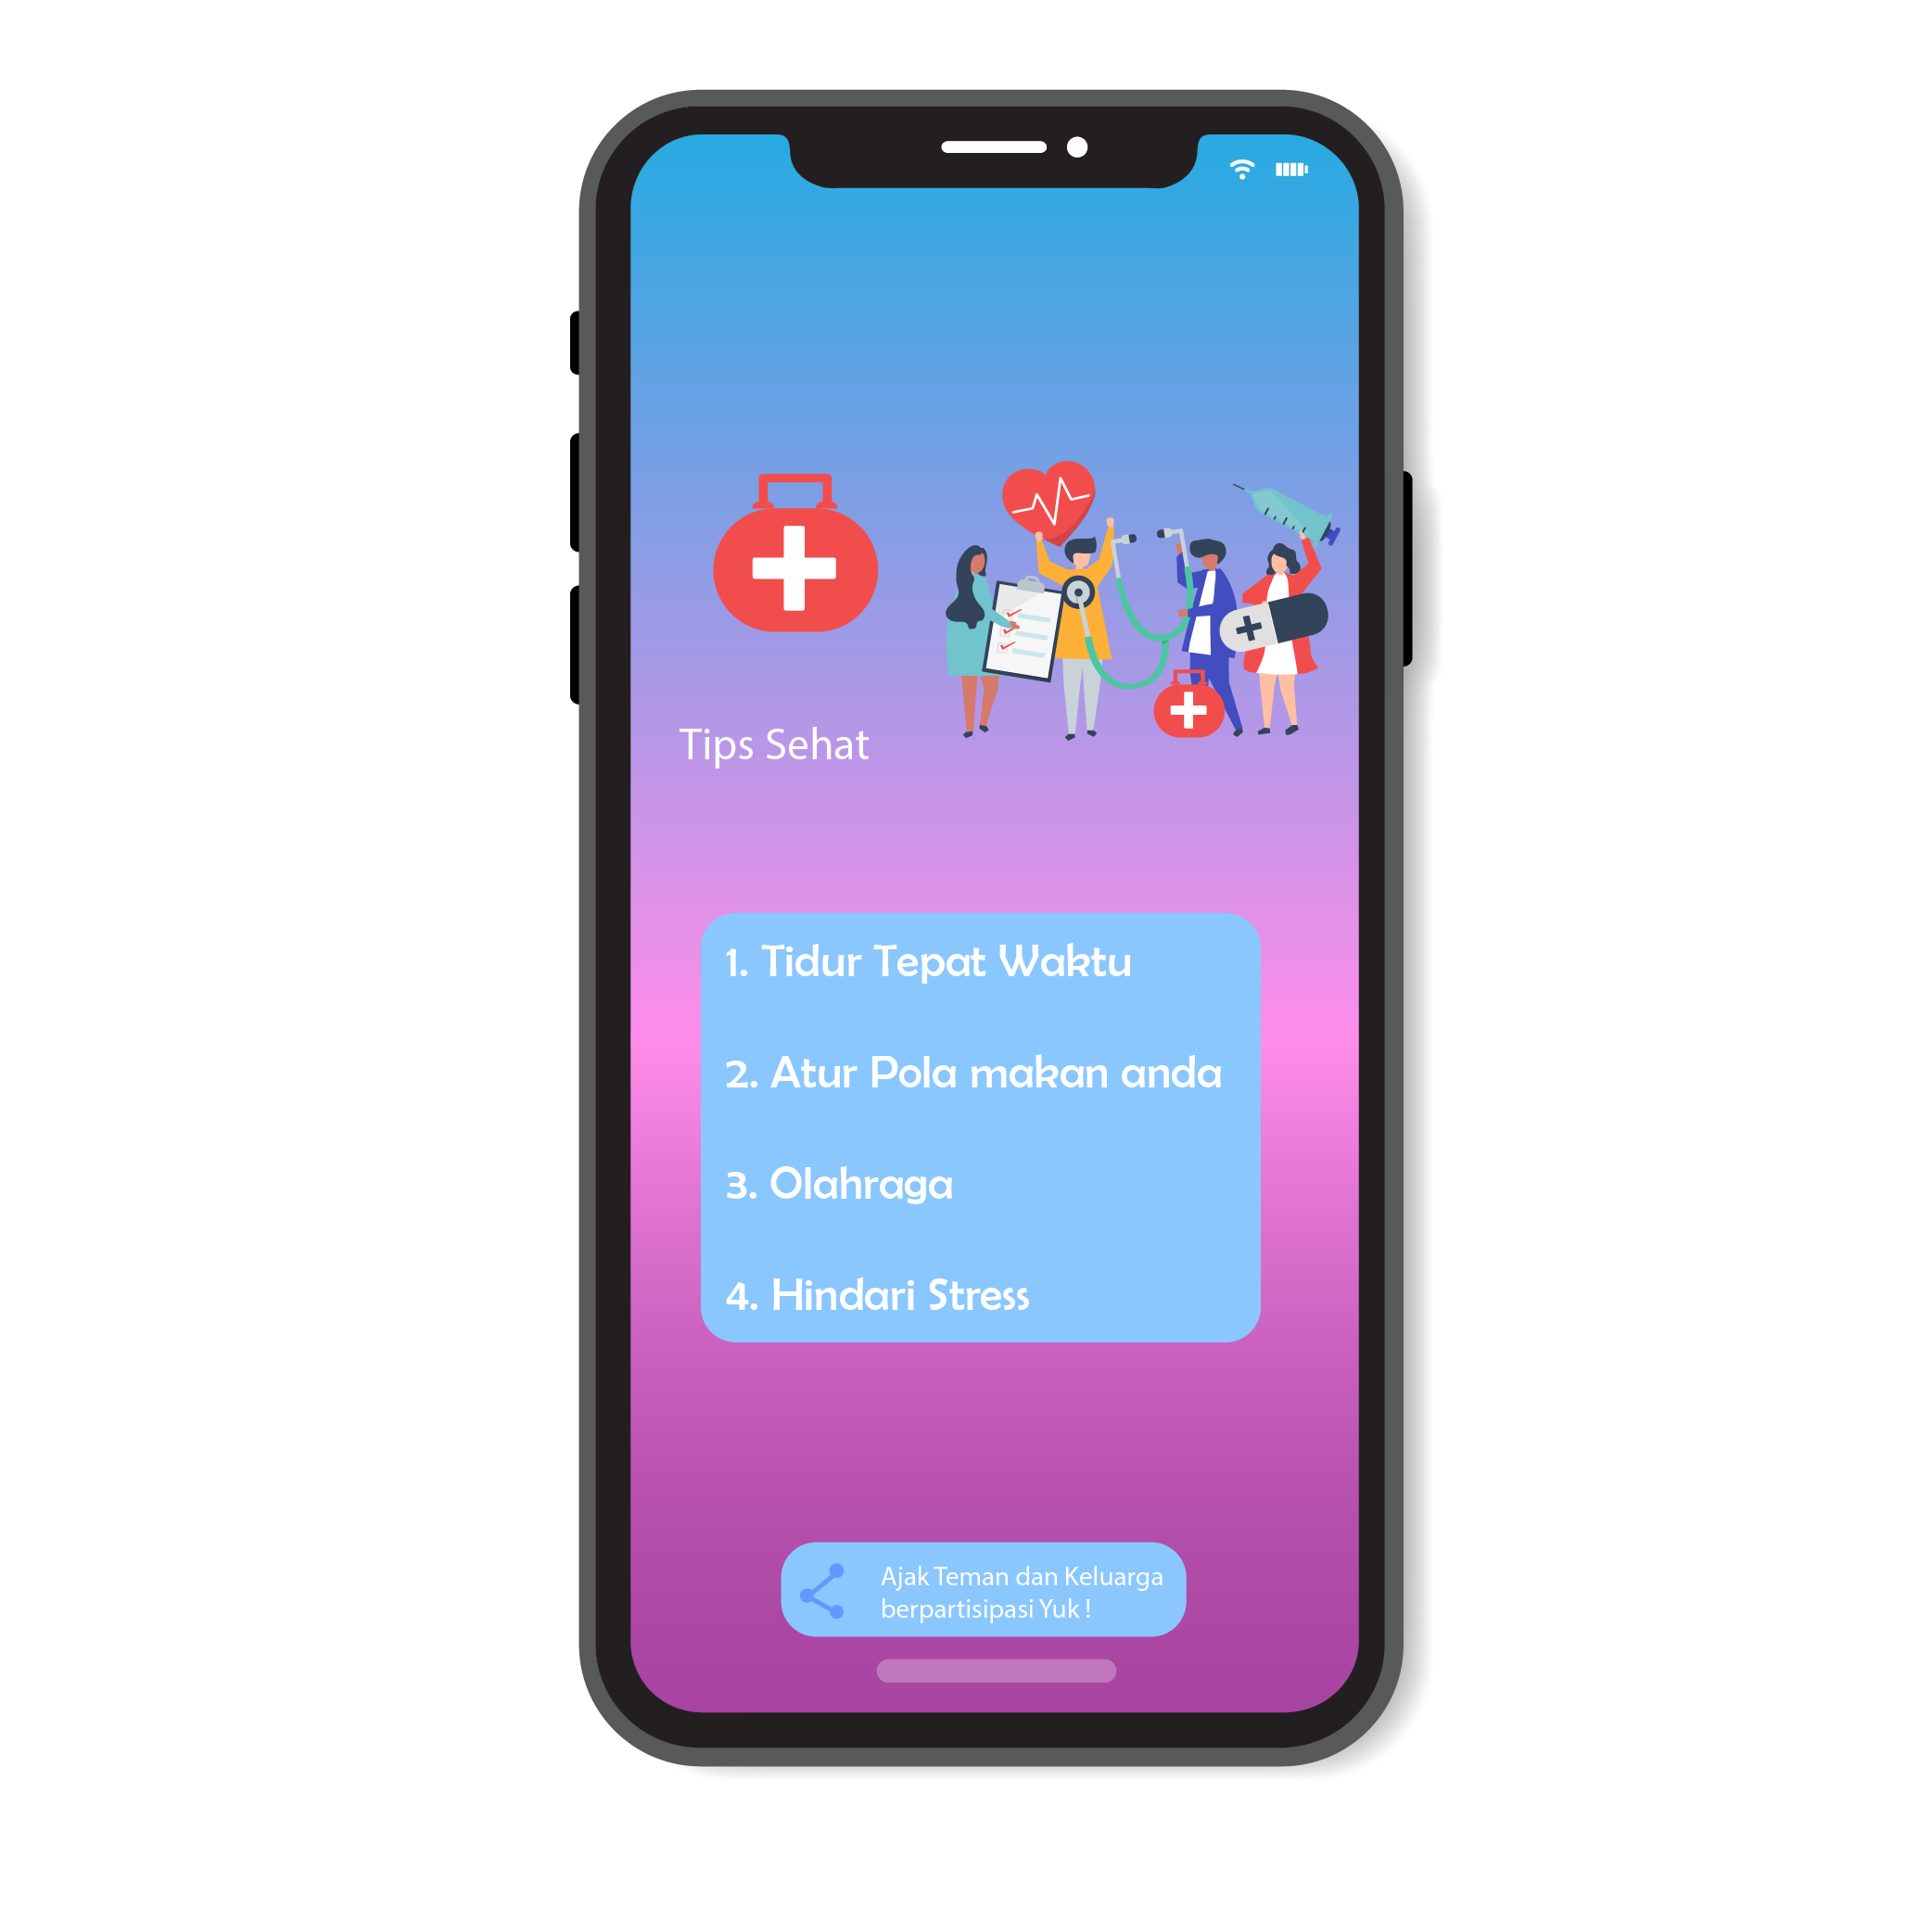 Tips Sehat
1. Tidur Tepat Waktu
2. Atur Pola makan anda
3. Olahraga
4. Hindari Stress
Ajak Teman dan Keluarga
berpartisipasi Yuk !